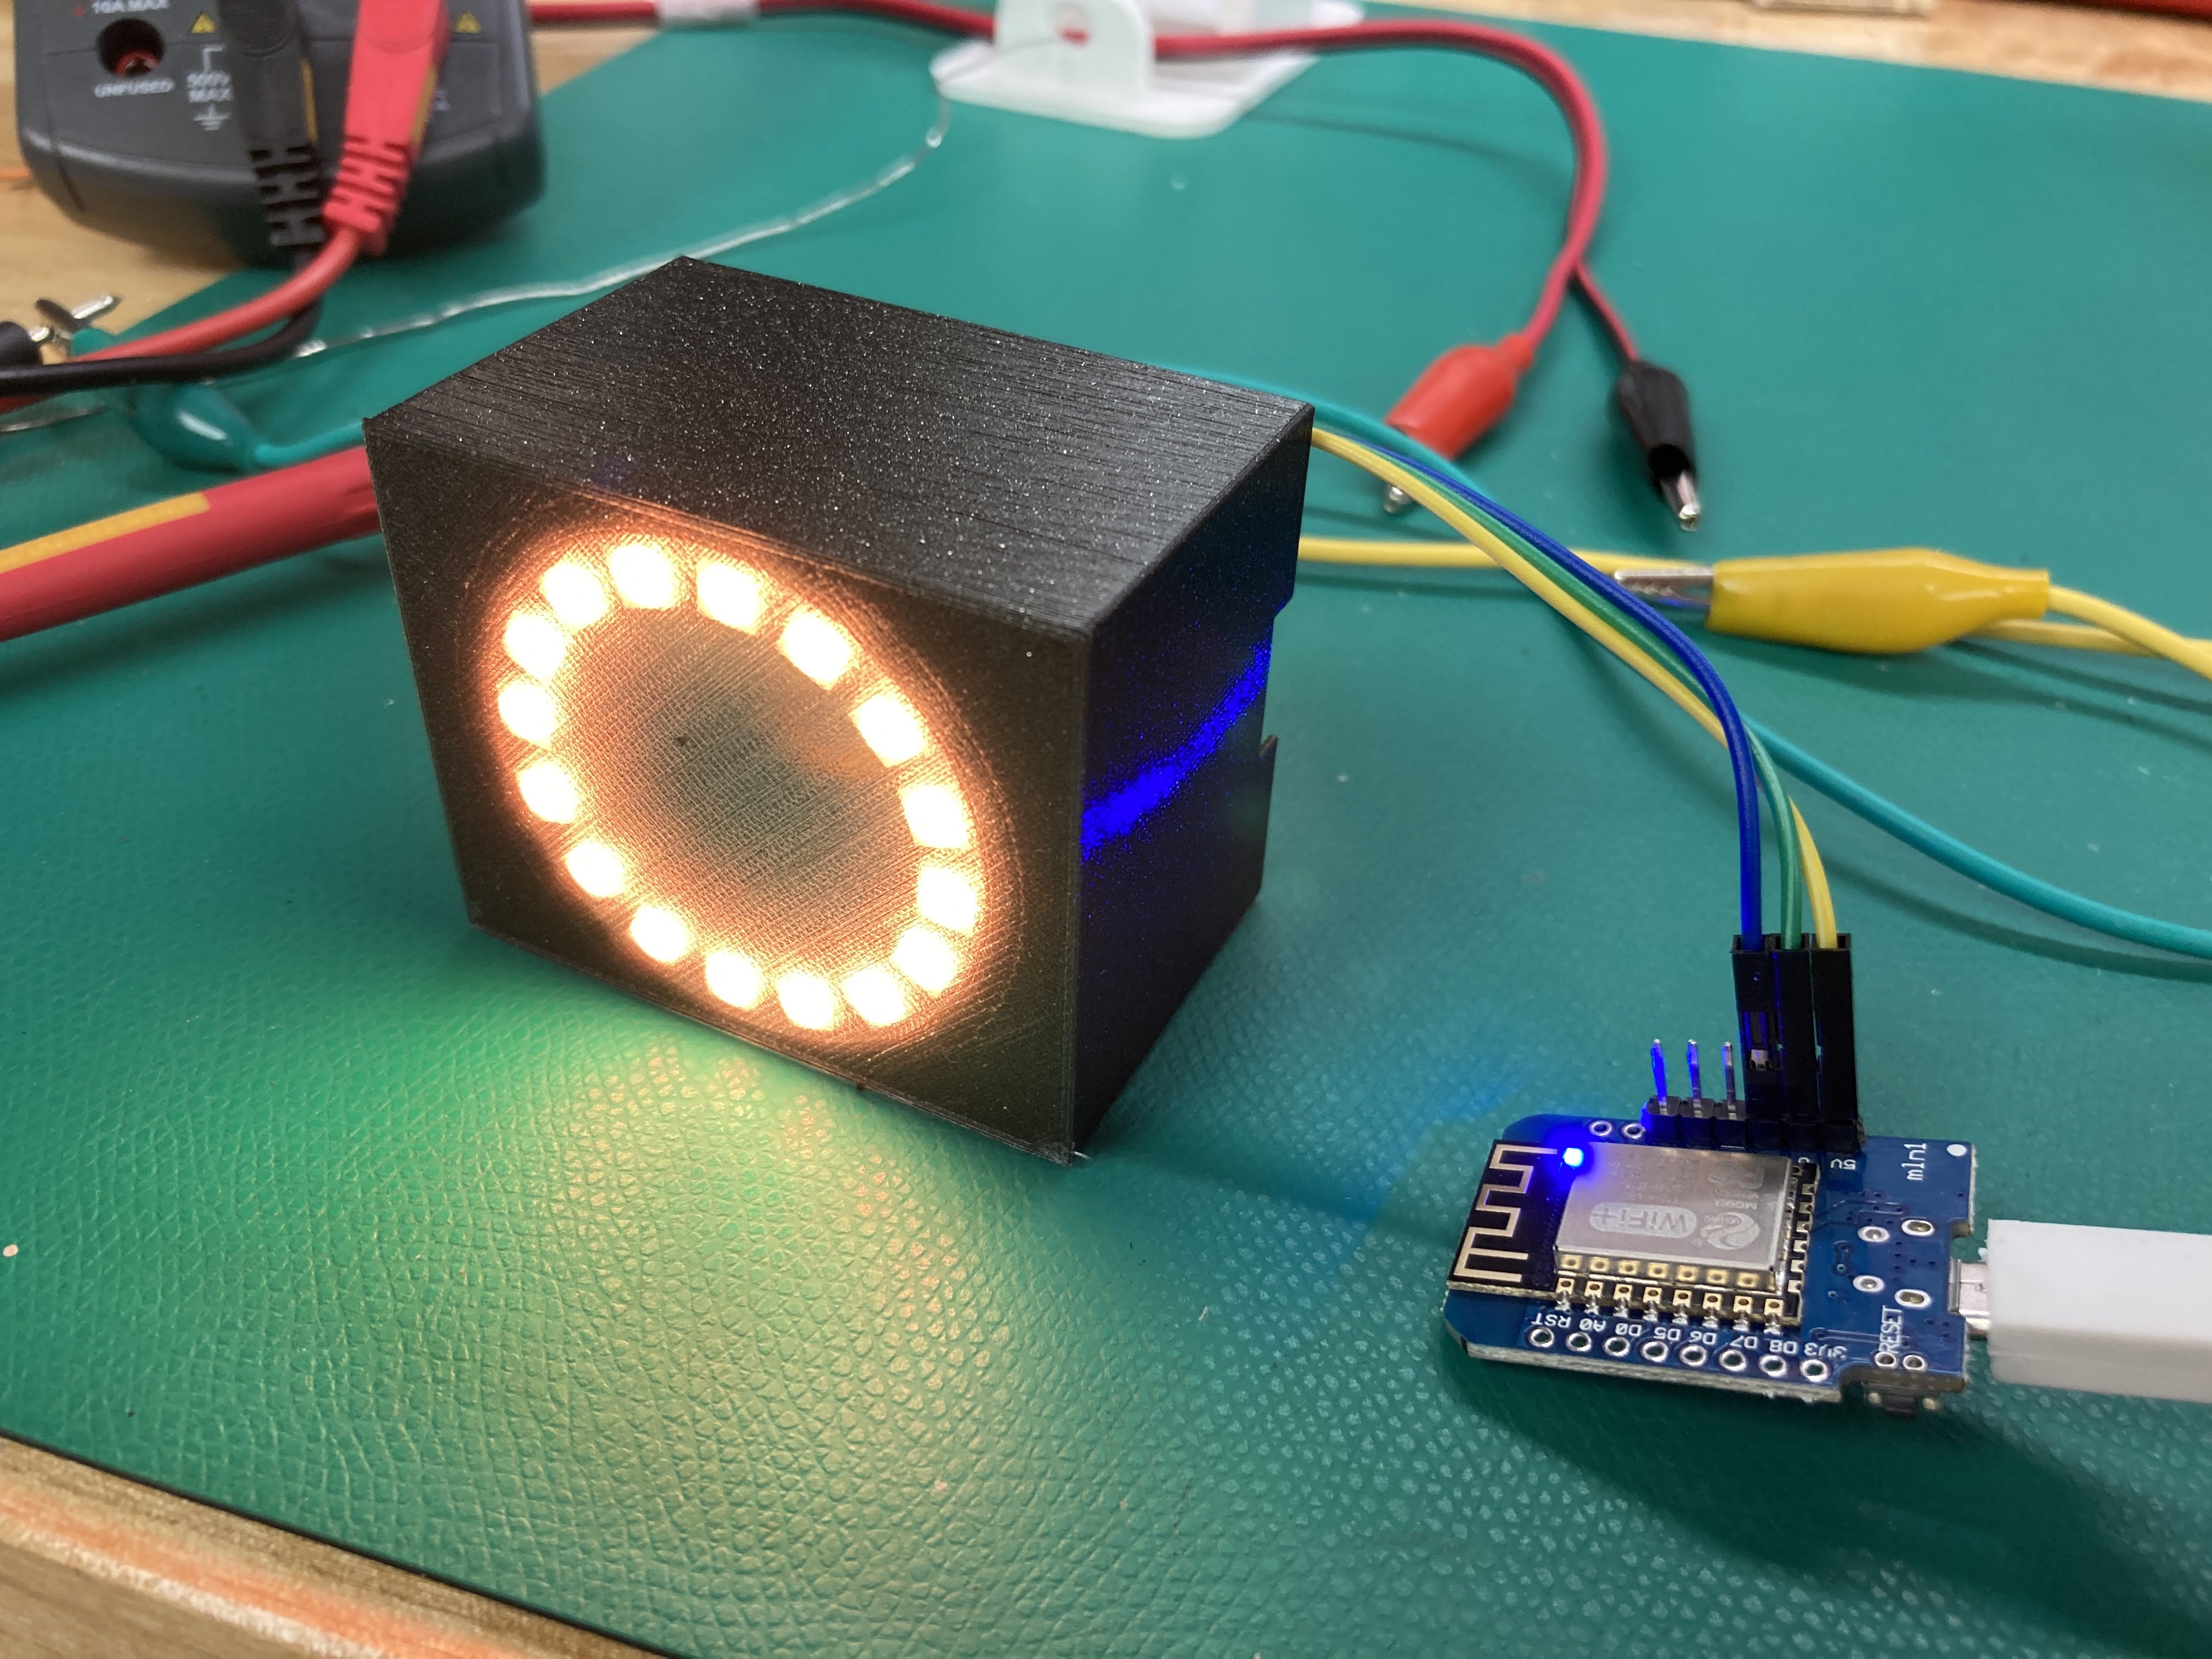 10A MAX
UNFUSED
500V
MAX
5V
mini
WiFi+
RST A0 D0 D5 D6 D7 D8 3V3
RESET